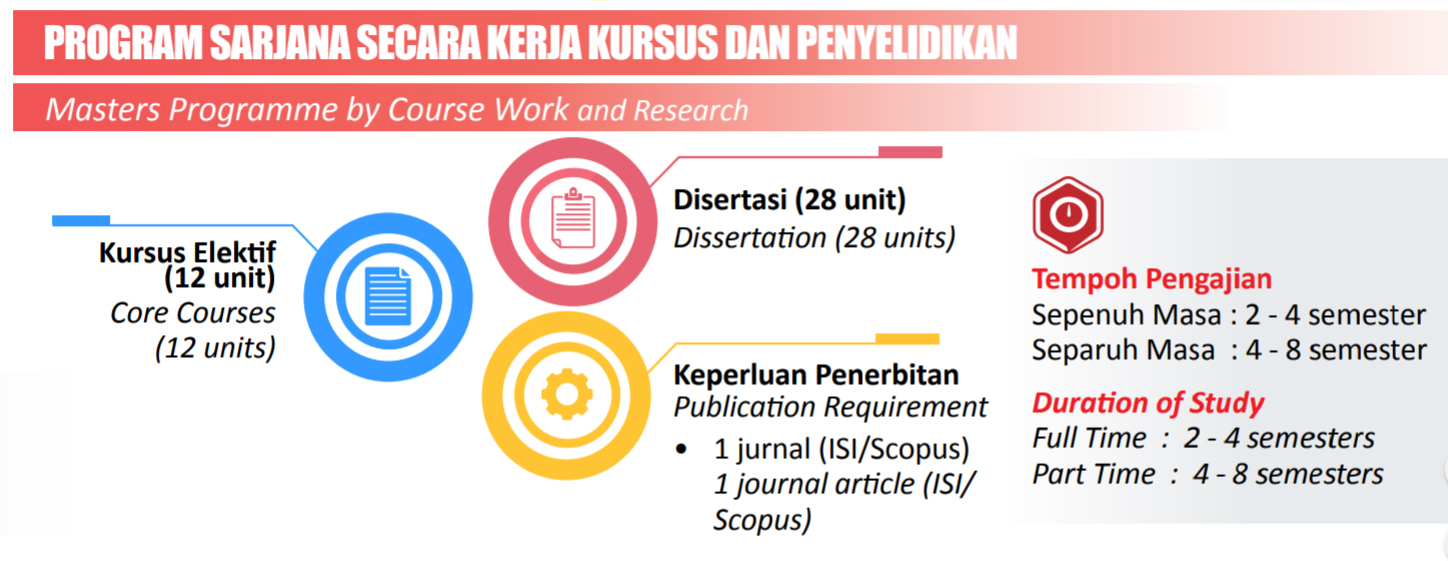 PROGRAM SARJANA SECARA KERJA KURSUS DAN PENYELIDIKAN
Masters Programme by Course Work and Research
Kursus Elektif
(12 unit)
Core Courses
(12 units)
Disertasi (28 unit)
Dissertation (28 units)
Keperluan Penerbitan
Publication Requirement
• 1 jurnal (ISI/Scopus)
1 journal article (ISI/
Scopus)
Tempoh Pengajian
Sepenuh Masa : 2 - 4 semester
Separuh Masa : 4 - 8 semester
Duration of Study
Full Time : 2 - 4 semesters
Part Time : 4 - 8 semesters